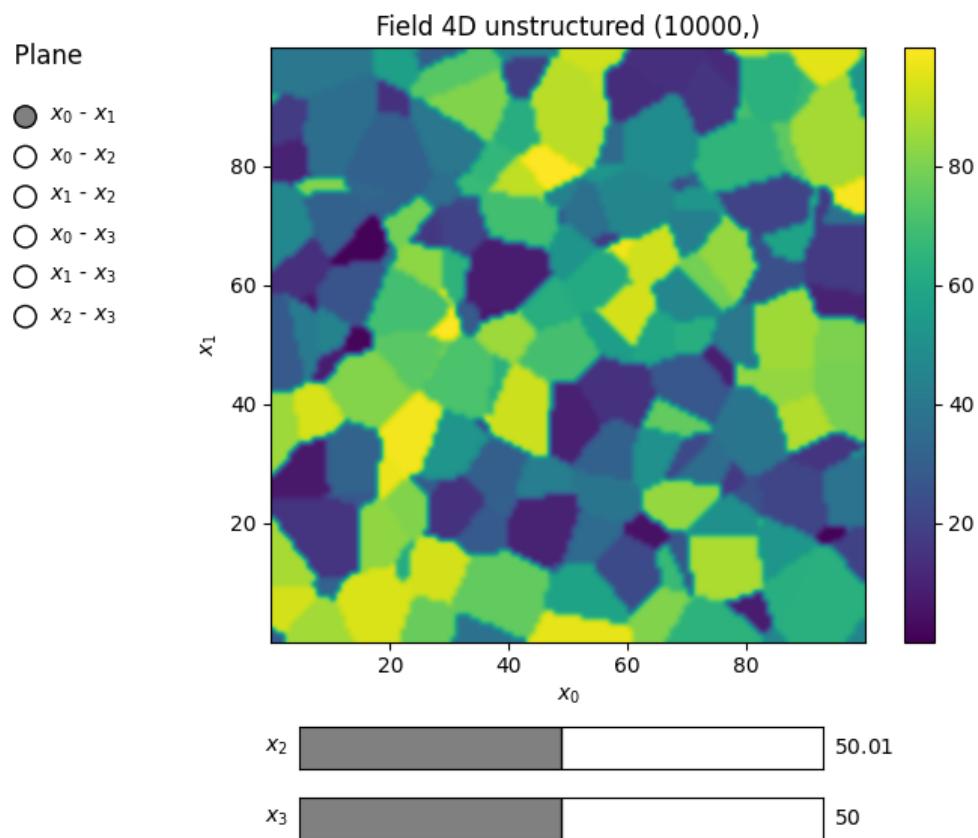 Field 4D unstructured (10000,)
Plane
x₀ - x₁
x₀ - x₂
x₁ - x₂
x₀ - x₃
x₁ - x₃
x₂ - x₃
80
60
40
20
x₁
20
40
60
80
x₀
80
60
40
20
x₂ 50.01
x₃ 50